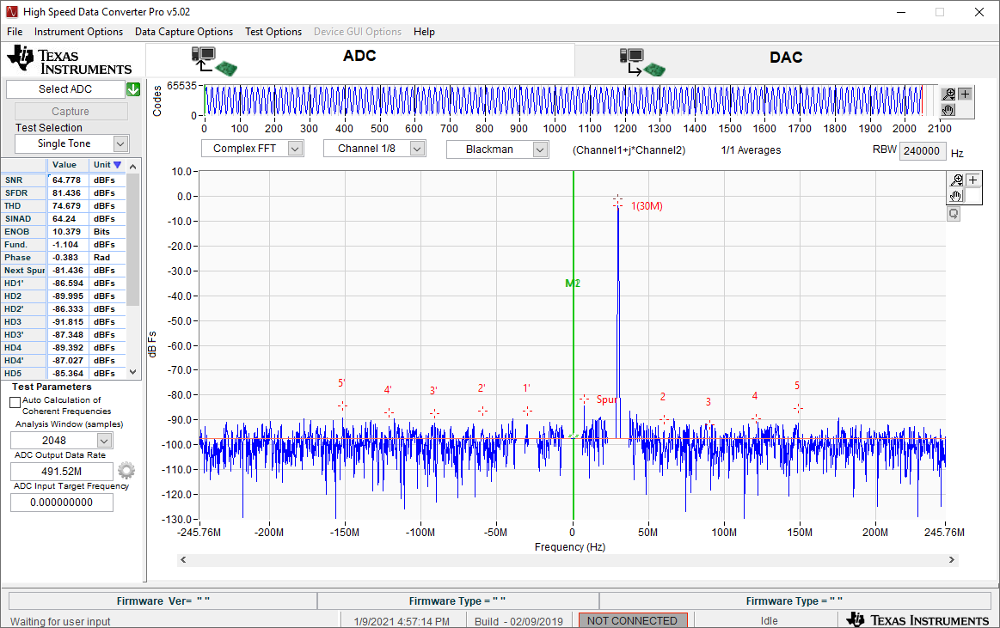 High Speed Data Converter Pro v5.02
File Instrument Options Data Capture Options Test Options Device GUI Options Help
TEXAS INSTRUMENTS
ADC
DAC
Select ADC
Capture
Test Selection
Single Tone
Value Unit
SNR 64.778 dBFs
SFDR 81.436 dBFs
THD 74.679 dBFs
SINAD 64.24 dBFs
ENOB 10.379 Bits
Fund. -1.104 dBFs
Phase -0.383 Rad
Next Spur -81.436 dBFs
HD1' -86.594 dBFs
HD2 -89.995 dBFs
HD2' -86.333 dBFs
HD3 -91.815 dBFs
HD3' -87.348 dBFs
HD4 -89.392 dBFs
HD4' -87.027 dBFs
HD5 -85.364 dBFs
Test Parameters
Auto Calculation of
Coherent Frequencies
Analysis Window (samples)
2048
ADC Output Data Rate
491.52M
ADC Input Target Frequency
0.000000000
Codes
65535
0
0 100 200 300 400 500 600 700 800 900 1000 1100 1200 1300 1400 1500 1600 1700 1800 1900 2000 2100
Complex FFT Channel 1/8 Blackman (Channel1+j*Channel2) 1/1 Averages RBW 240000 Hz
dB Fs
10.0
0.0
-10.0
-20.0
-30.0
-40.0
-50.0
-60.0
-70.0
-80.0
-90.0
-100.0
-110.0
-120.0
-130.0
1(30M)
5' 4' 3' 2' 1' Spur 2 3 4 5
-245.76M -200M -150M -100M -50M 0 50M 100M 150M 200M 245.76M
Frequency (Hz)
Firmware Ver= " " Firmware Type = " " Firmware Type = " "
Waiting for user input 1/9/2021 4:57:14 PM Build - 02/09/2019 NOT CONNECTED Idle TEXAS INSTRUMENTS